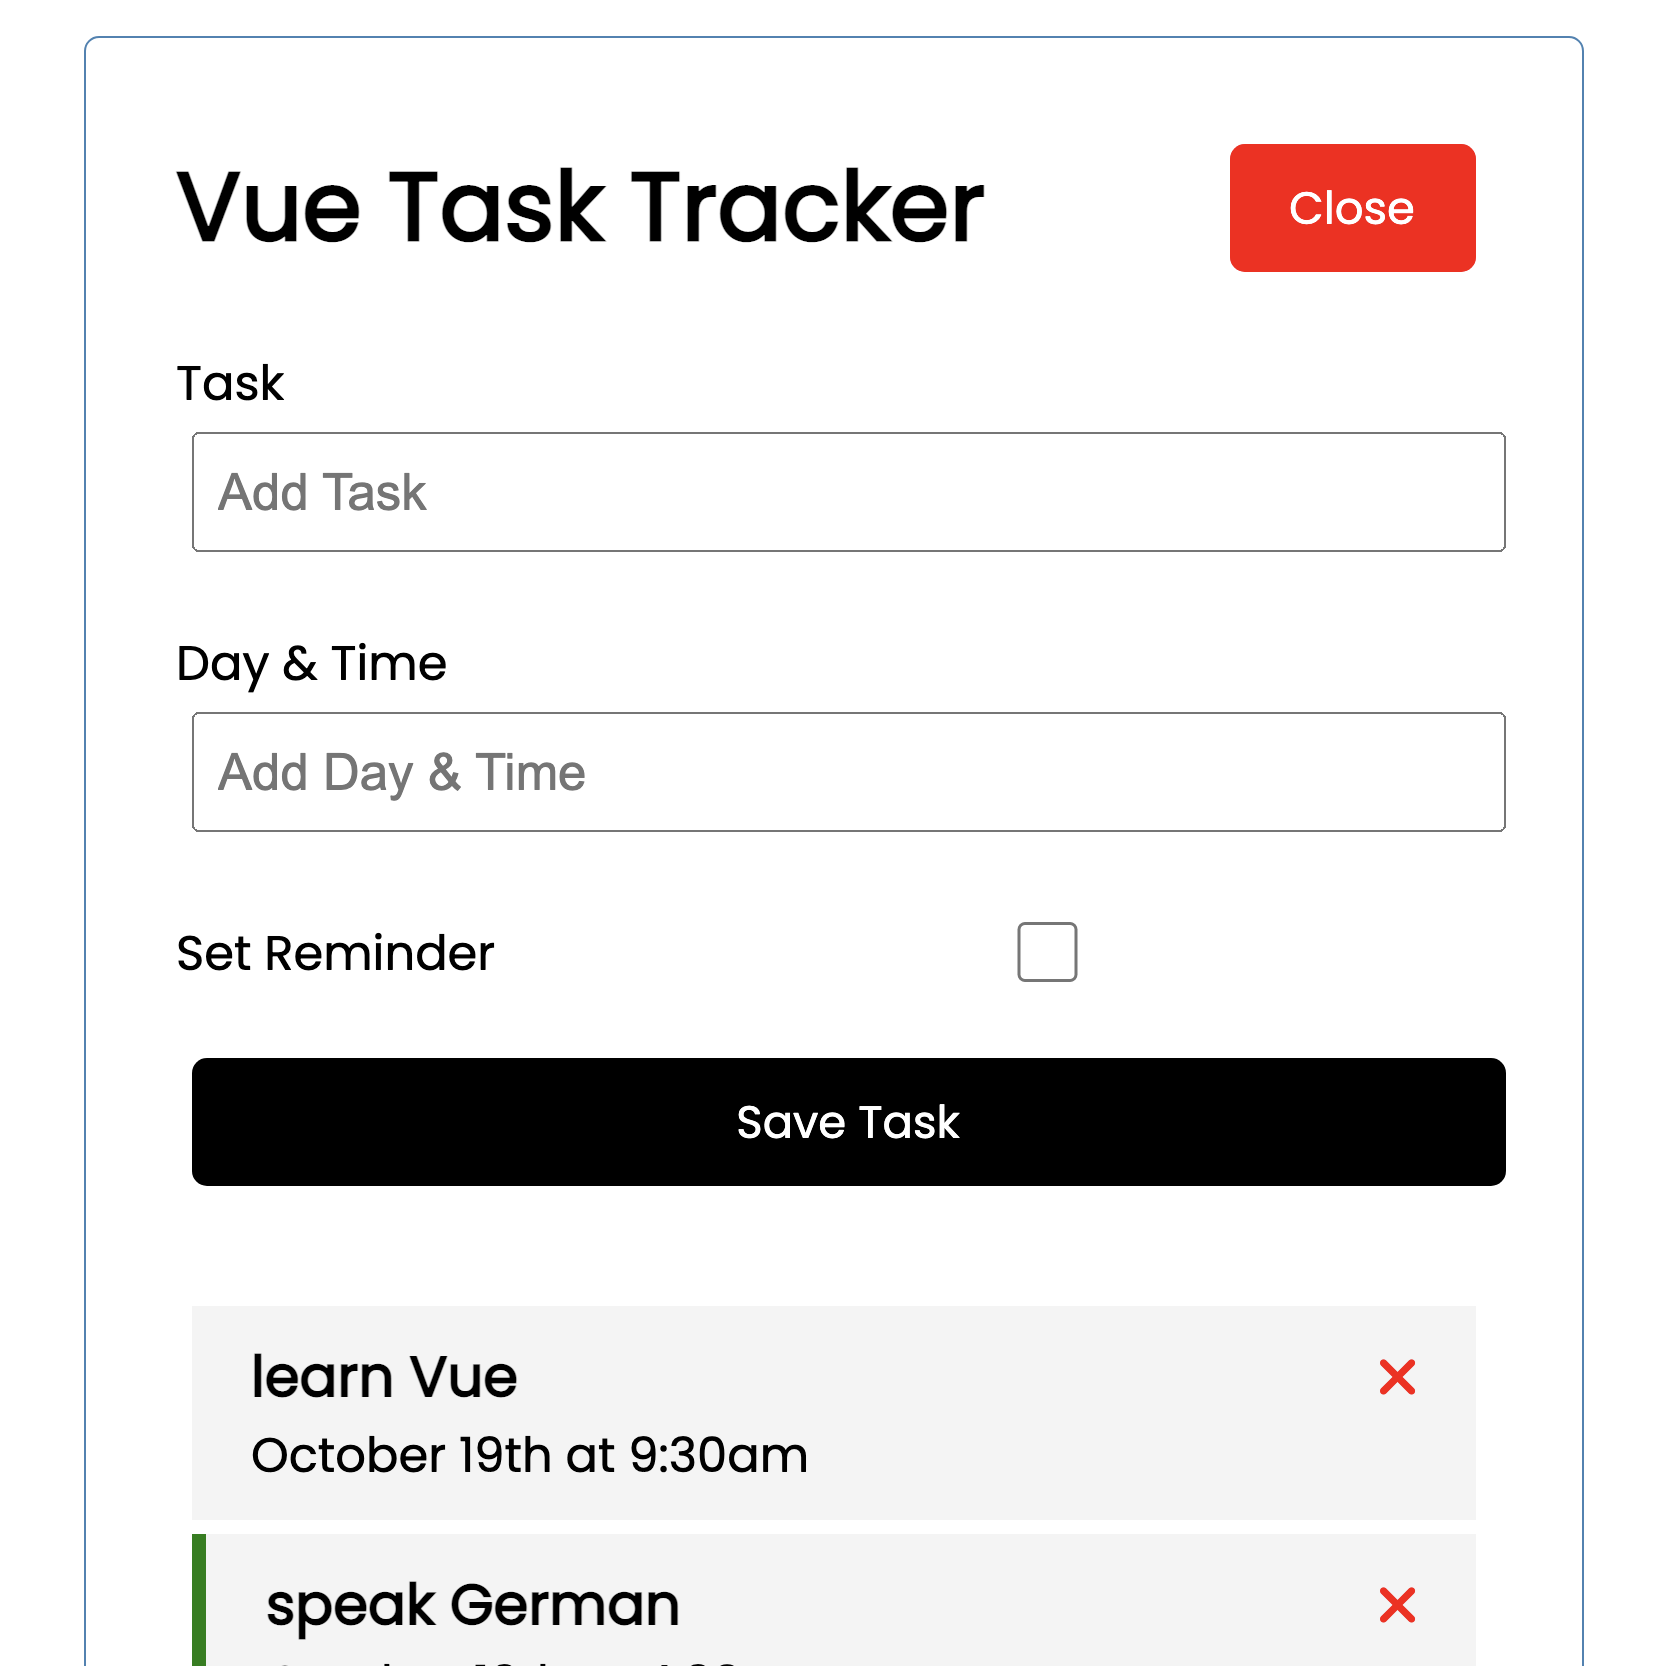 Vue Task Tracker
Close
Task
Add Task
Day & Time
Add Day & Time
Set Reminder
Save Task
learn Vue
October 19th at 9:30am
speak German